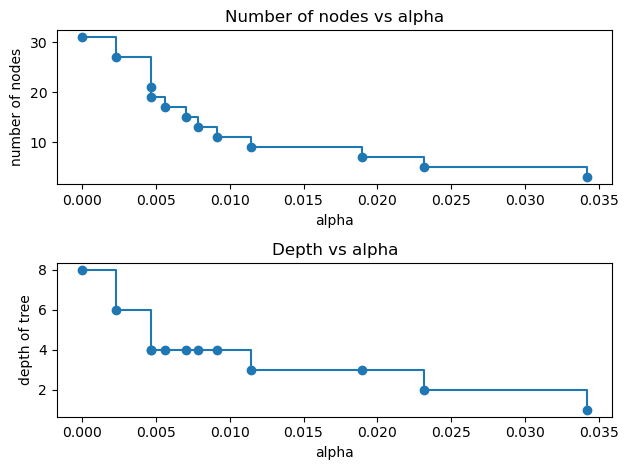 Number of nodes vs alpha
number of nodes
30
20
10
0.000 0.005 0.010 0.015 0.020 0.025 0.030 0.035
alpha
Depth vs alpha
depth of tree
8
6
4
2
0.000 0.005 0.010 0.015 0.020 0.025 0.030 0.035
alpha